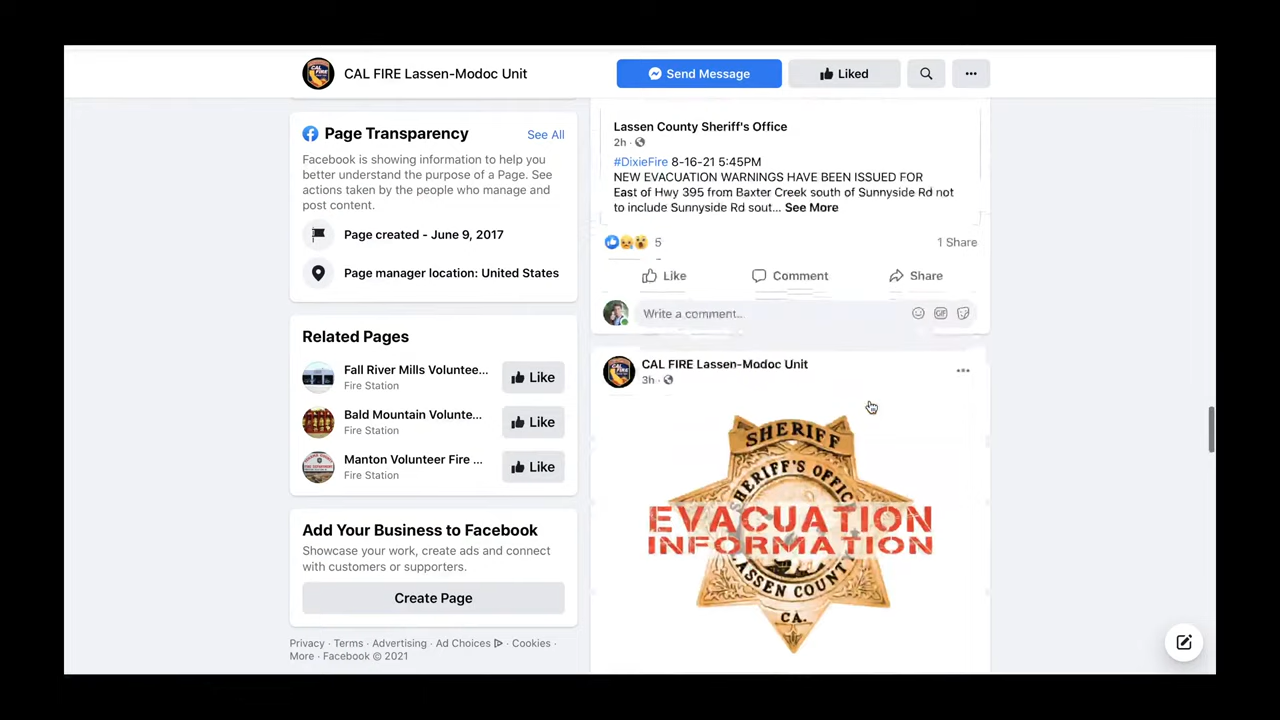 CAL FIRE Lassen-Modoc Unit
Send Message
Liked
Page Transparency
See All
Facebook is showing information to help you
better understand the purpose of a Page. See
actions taken by the people who manage and
post content.
Page created - June 9, 2017
Page manager location: United States
Related Pages
Fall River Mills Voluntee...
Fire Station
Like
Bald Mountain Volunte...
Fire Station
Like
Manton Volunteer Fire ...
Fire Station
Like
Add Your Business to Facebook
Showcase your work, create ads and connect
with customers or supporters.
Create Page
Privacy · Terms · Advertising · Ad Choices · Cookies ·
More · Facebook © 2021
Lassen County Sheriff's Office
2h ·
#DixieFire 8-16-21 5:45PM
NEW EVACUATION WARNINGS HAVE BEEN ISSUED FOR
East of Hwy 395 from Baxter Creek south of Sunnyside Rd not
to include Sunnyside Rd sout... See More
5
1 Share
Like
Comment
Share
Write a comment...
GIF
CAL FIRE Lassen-Modoc Unit
3h ·
SHERIFF
SHERIFF'S OFFICE
EVACUATION
INFORMATION
LASSEN COUNTY
CA.